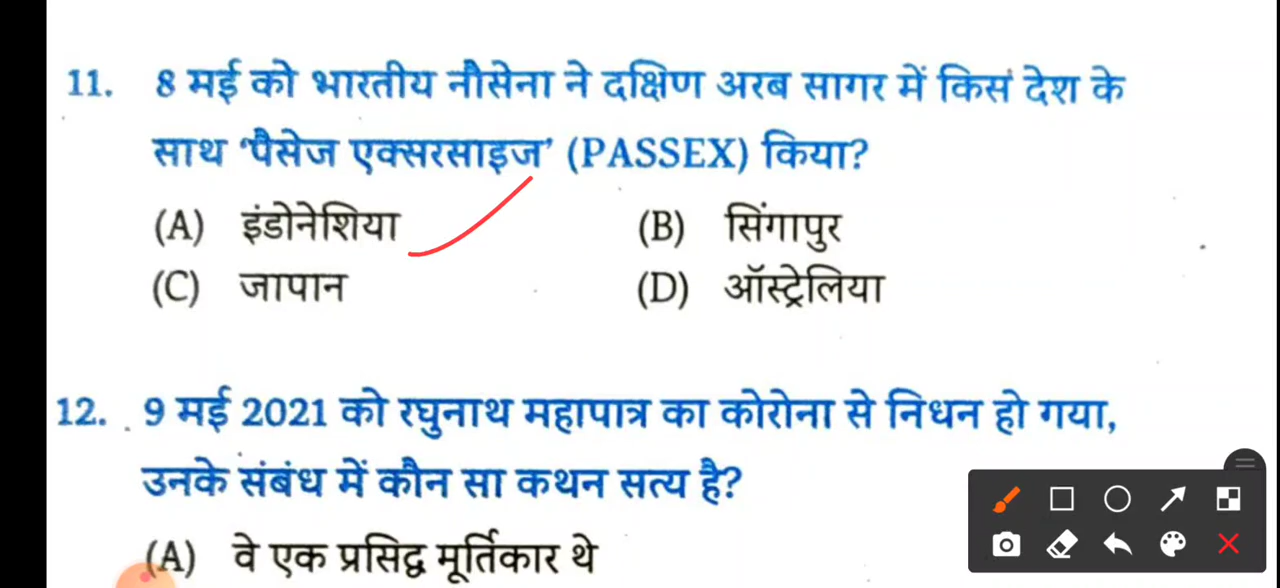 11. 8 मई को भारतीय नौसेना ने दक्षिण अरब सागर में किस देश के
साथ ‘पैसेज एक्सरसाइज’ (PASSEX) किया?
(A) इंडोनेशिया (B) सिंगापुर
(C) जापान (D) ऑस्ट्रेलिया
12. 9 मई 2021 को रघुनाथ महापात्र का कोरोना से निधन हो गया,
उनके संबंध में कौन सा कथन सत्य है?
(A) वे एक प्रसिद्ध मूर्तिकार थे